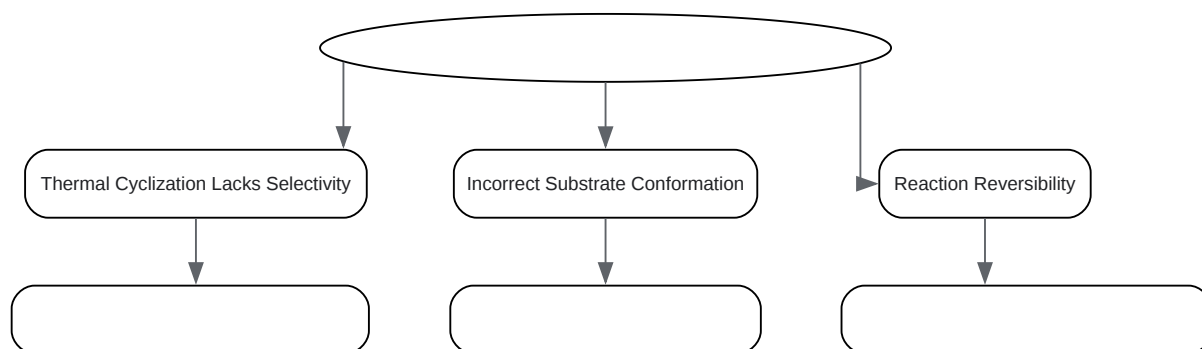 Thermal Cyclization Lacks Selectivity
Incorrect Substrate Conformation
Reaction Reversibility